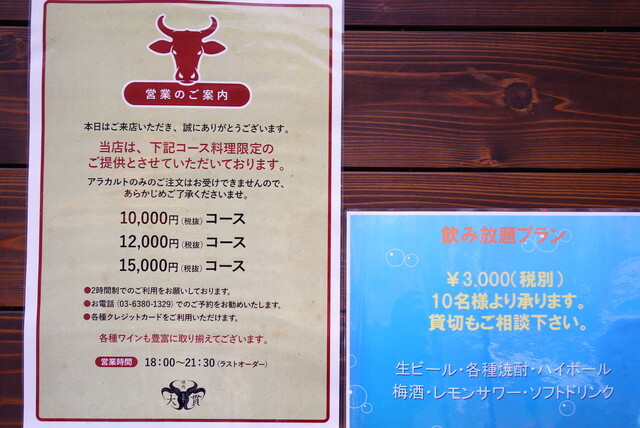 営業のご案内
本日はご来店いただき、誠にありがとうございます。
当店は、下記コース料理限定の
ご提供とさせていただいております。
アラカルトのみのご注文はお受けできませんので、
あらかじめご了承くださいませ。
10,000円(税抜)コース
12,000円(税抜)コース
15,000円(税抜)コース
●2時間制でのご利用をお願いしております。
●お電話(03-6380-1329)でのご予約をお勧めいたします。
●各種クレジットカードをご利用いただけます。
各種ワインも豊富に取り揃えてございます。
営業時間 18:00〜21:30(ラストオーダー)
焼肉
大貫
飲み放題プラン
¥3.000(税別)
10名様より承ります。
貸切もご相談下さい。
生ビール・各種焼酎・ハイボール
梅酒・レモンサワー・ソフトドリンク